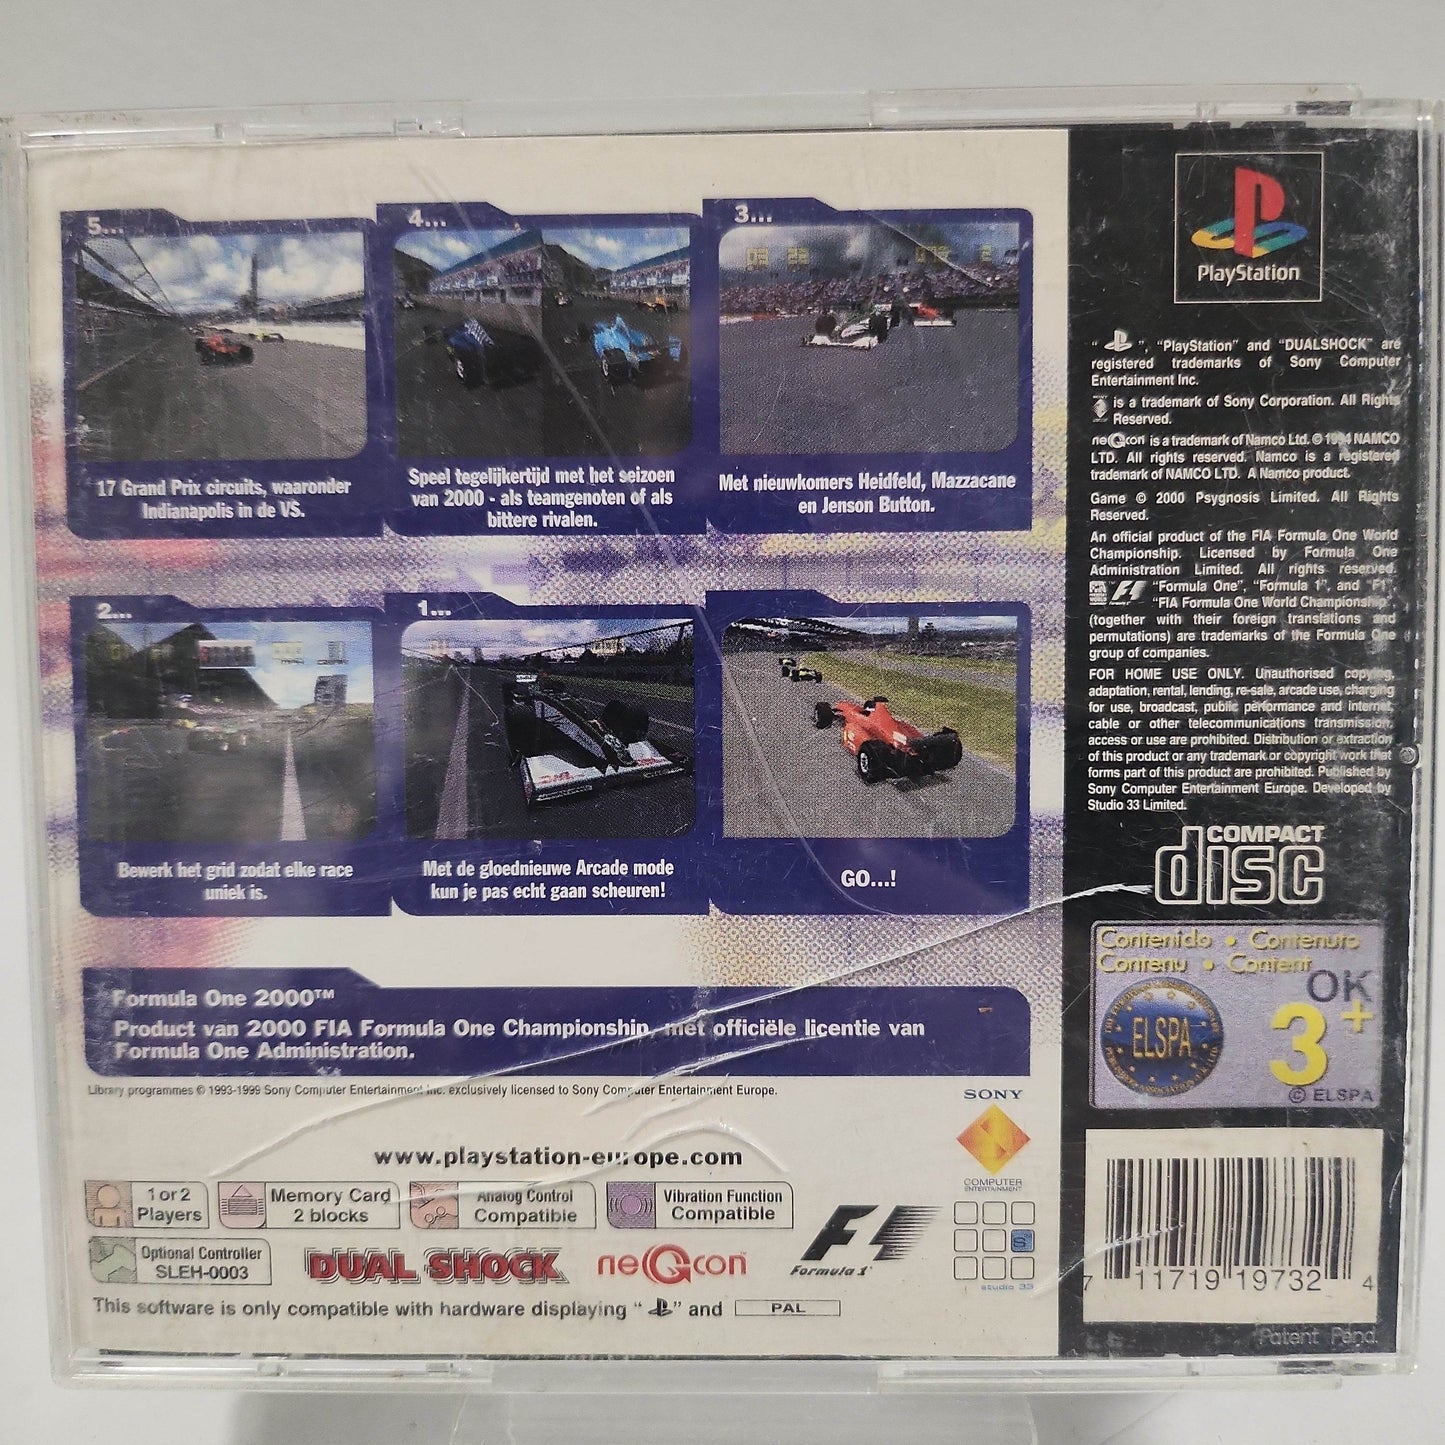 5...
17 Grand Prix circuits, waaronder
Indianapolis in de VS.
4...
Speel tegelijkertijd met het seizoen
van 2000 - als teamgenoten of als
bittere rivalen.
3...
Met nieuwkomers Heidfeld, Mazzacane
en Jenson Button.
2...
Bewerk het grid zodat elke race
uniek is.
1...
Met de gloednieuwe Arcade mode
kun je pas echt gaan scheuren!
GO...!
Formula One 2000™
Product van 2000 FIA Formula One Championship, met officiële licentie van
Formula One Administration.
Library programmes © 1993-1999 Sony Computer Entertainment Inc. exclusively licensed to Sony Computer Entertainment Europe.
www.playstation-europe.com
1 or 2
Players
Memory Card
2 blocks
Analog Control
Compatible
Vibration Function
Compatible
Optional Controller
SLEH-0003
DUAL SHOCK
neGcon
F1
Formula 1
SONY
COMPUTER
ENTERTAINMENT
S
studio 33
This software is only compatible with hardware displaying " " and PAL
PlayStation
" ", "PlayStation" and "DUALSHOCK" are
registered trademarks of Sony Computer
Entertainment Inc.
is a trademark of Sony Corporation. All Rights
Reserved.
neGcon is a trademark of Namco Ltd. © 1994 NAMCO
LTD. All rights reserved. Namco is a registered
trademark of NAMCO LTD. A Namco product.
Game © 2000 Psygnosis Limited. All Rights
Reserved.
An official product of the FIA Formula One World
Championship. Licensed by Formula One
Administration Limited. All rights reserved.
F1 "Formula One", "Formula 1", and "F1",
"FIA Formula One World Championship"
(together with their foreign translations and
permutations) are trademarks of the Formula One
group of companies.
FOR HOME USE ONLY. Unauthorised copying,
adaptation, rental, lending, re-sale, arcade use, charging
for use, broadcast, public performance and internet,
cable or other telecommunications transmission,
access or use are prohibited. Distribution or extraction
of this product or any trademark or copyright work that
forms part of this product are prohibited. Published by
Sony Computer Entertainment Europe. Developed by
Studio 33 Limited.
COMPACT
disc
Contenido • Contenuto
Contenu • Content
OK
3+
ELSPA
© ELSPA
7 11719 19732 4
Patent Pend.